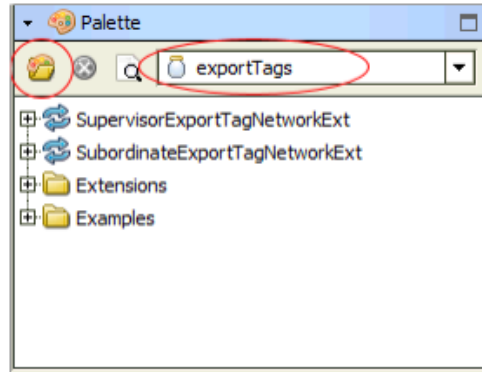 Palette
exportTags
SupervisorExportTagNetworkExt
SubordinateExportTagNetworkExt
Extensions
Examples